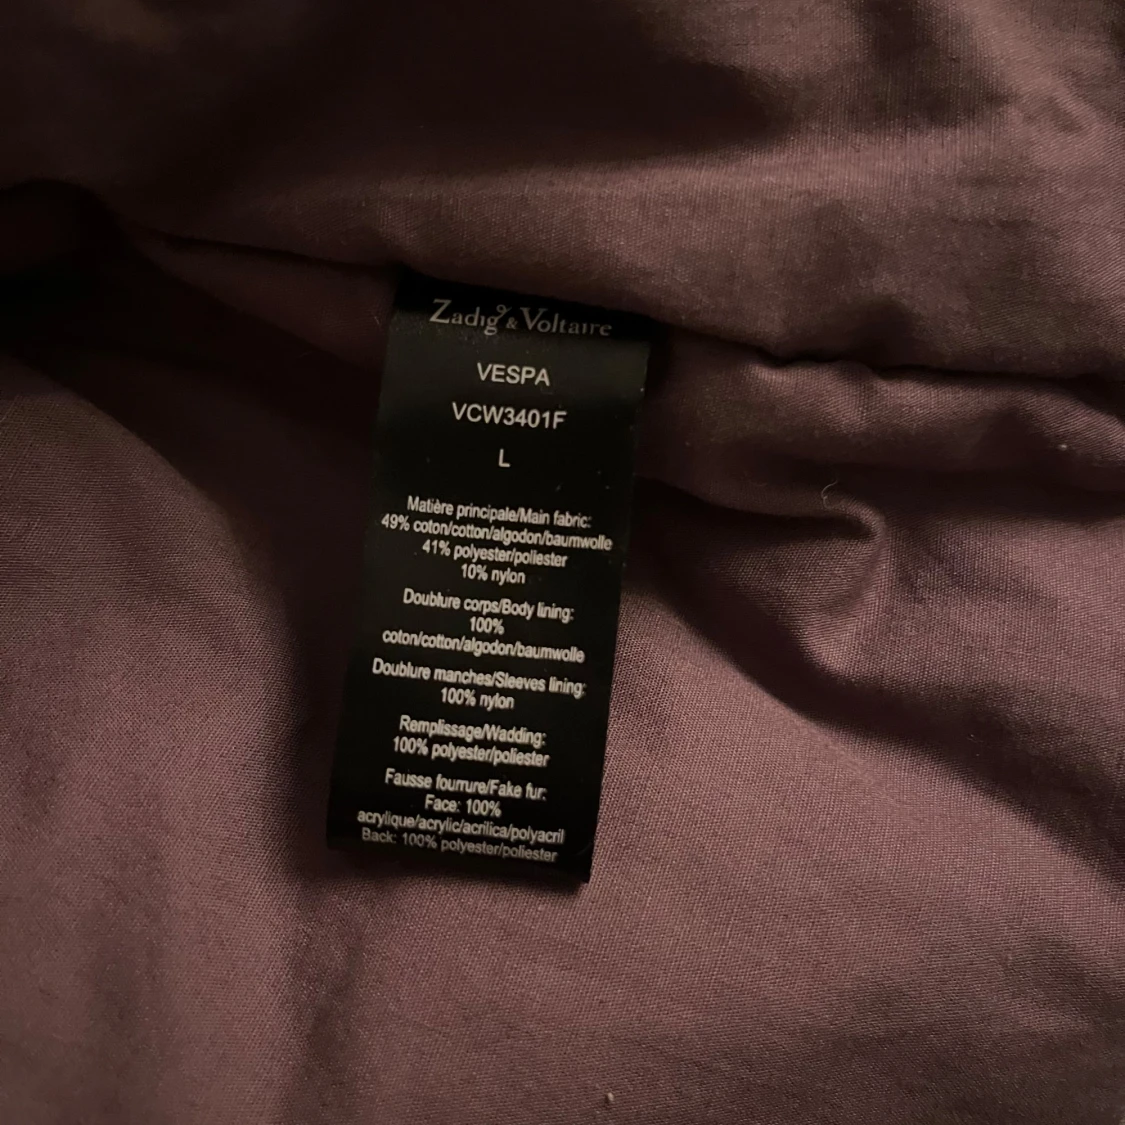 Zadig & Voltaire
VESPA
VCW3401F
L
Matière principale/Main fabric:
49% coton/cotton/algodon/baumwolle
41% polyester/poliester
10% nylon
Doublure corps/Body lining:
100%
coton/cotton/algodon/baumwolle
Doublure manches/Sleeves lining:
100% nylon
Remplissage/Wadding:
100% polyester/poliester
Fausse fourrure/Fake fur:
Face: 100%
acrylique/acrylic/acrilica/polyacril
Back: 100% polyester/poliester